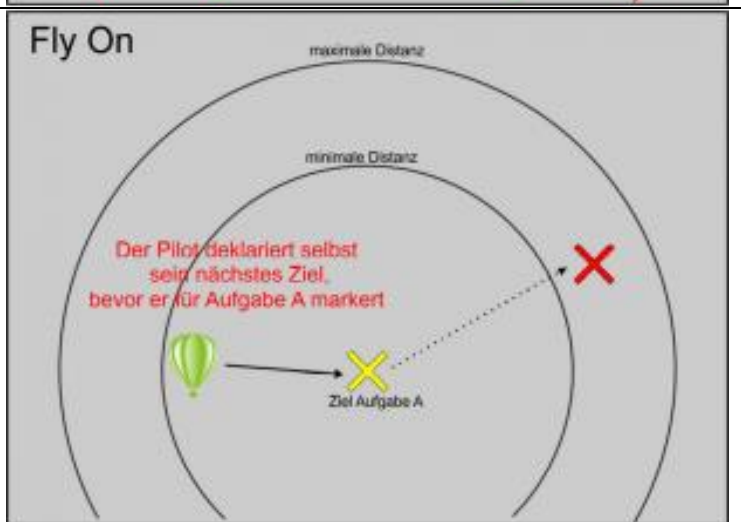 Fly On
maximale Distanz
minimale Distanz
Der Pilot deklariert selbst
sein nächstes Ziel,
bevor er für Aufgabe A markert
Ziel Aufgabe A